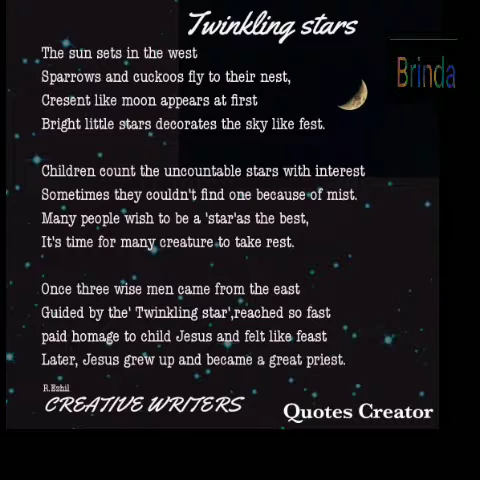 Twinkling stars
Brinda
The sun sets in the west
Sparrows and cuckoos fly to their nest,
Cresent like moon appears at first
Bright little stars decorates the sky like fest.
Children count the uncountable stars with interest
Sometimes they couldn't find one because of mist.
Many people wish to be a 'star'as the best,
It's time for many creature to take rest.
Once three wise men came from the east
Guided by the' Twinkling star',reached so fast
paid homage to child Jesus and felt like feast
Later, Jesus grew up and became a great priest.
R.Ezhil
CREATIVE WRITERS
Quotes Creator